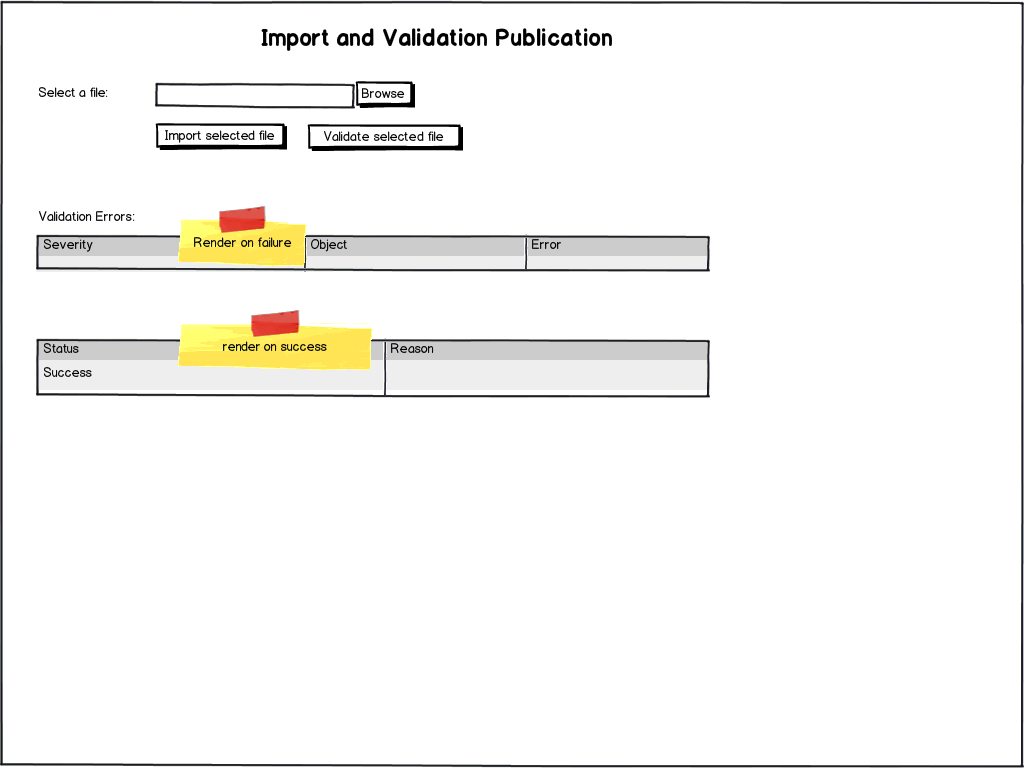 Import and Validation Publication
Select a file:
Browse
Import selected file
Validate selected file
Validation Errors:
Severity
Render on failure
Object
Error
Status
render on success
Reason
Success